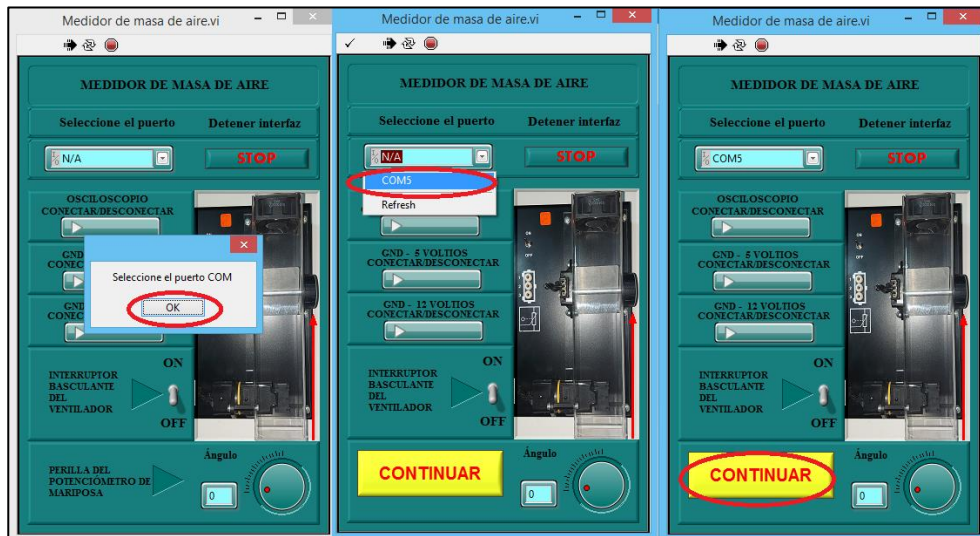 Medidor de masa de aire.vi
MEDIDOR DE MASA DE AIRE
Seleccione el puerto
Detener interfaz
N/A
STOP
OSCILOSCOPIO
CONECTAR/DESCONECTAR
GND
CONEC
GND
CONEC
Seleccione el puerto COM
OK
ON
INTERRUPTOR
BASCULANTE
DEL
VENTILADOR
OFF
PERILLA DEL
POTENCIÓMETRO DE
MARIPOSA
Ángulo
0
Medidor de masa de aire.vi
MEDIDOR DE MASA DE AIRE
Seleccione el puerto
Detener interfaz
N/A
STOP
COM5
Refresh
GND - 5 VOLTIOS
CONECTAR/DESCONECTAR
GND - 12 VOLTIOS
CONECTAR/DESCONECTAR
ON
INTERRUPTOR
BASCULANTE
DEL
VENTILADOR
OFF
CONTINUAR
Ángulo
0
Medidor de masa de aire.vi
MEDIDOR DE MASA DE AIRE
Seleccione el puerto
Detener interfaz
COM5
STOP
OSCILOSCOPIO
CONECTAR/DESCONECTAR
GND - 5 VOLTIOS
CONECTAR/DESCONECTAR
GND - 12 VOLTIOS
CONECTAR/DESCONECTAR
ON
INTERRUPTOR
BASCULANTE
DEL
VENTILADOR
OFF
CONTINUAR
Ángulo
0